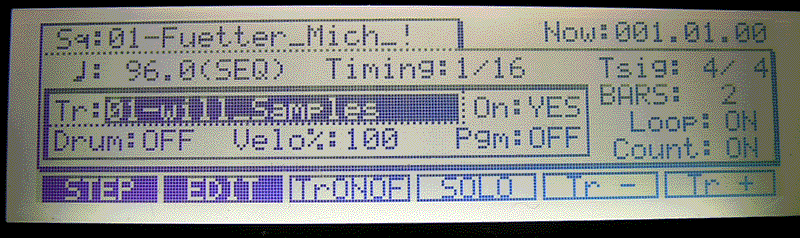 Sq:01-Fuetter_Mich_! Now:001.01.00
♩: 96.0(SEQ) Timing:1/16 Tsig: 4/ 4
BARS: 2
Tr:01-will_Samples On:YES
Loop: ON
Drum:OFF Velo%:100 Pgm:OFF
Count: ON
STEP EDIT TrONOF SOLO Tr - Tr +